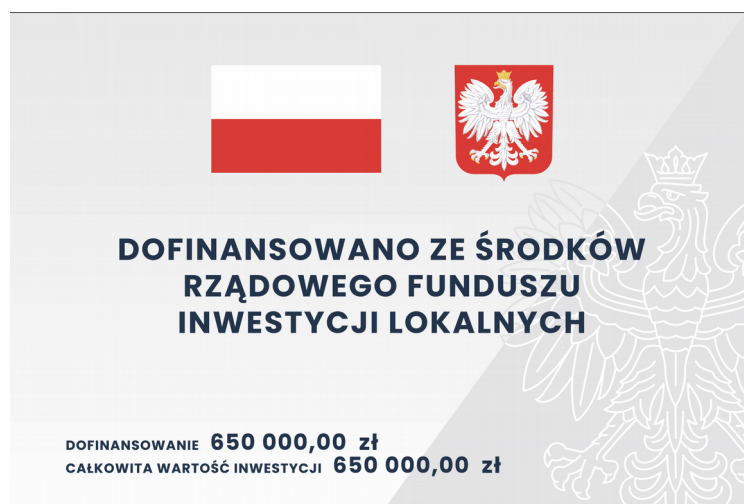 DOFINANSOWANO ZE ŚRODKÓW
RZĄDOWEGO FUNDUSZU
INWESTYCJI LOKALNYCH
DOFINANSOWANIE 650 000,00 zł
CAŁKOWITA WARTOŚĆ INWESTYCJI 650 000,00 zł